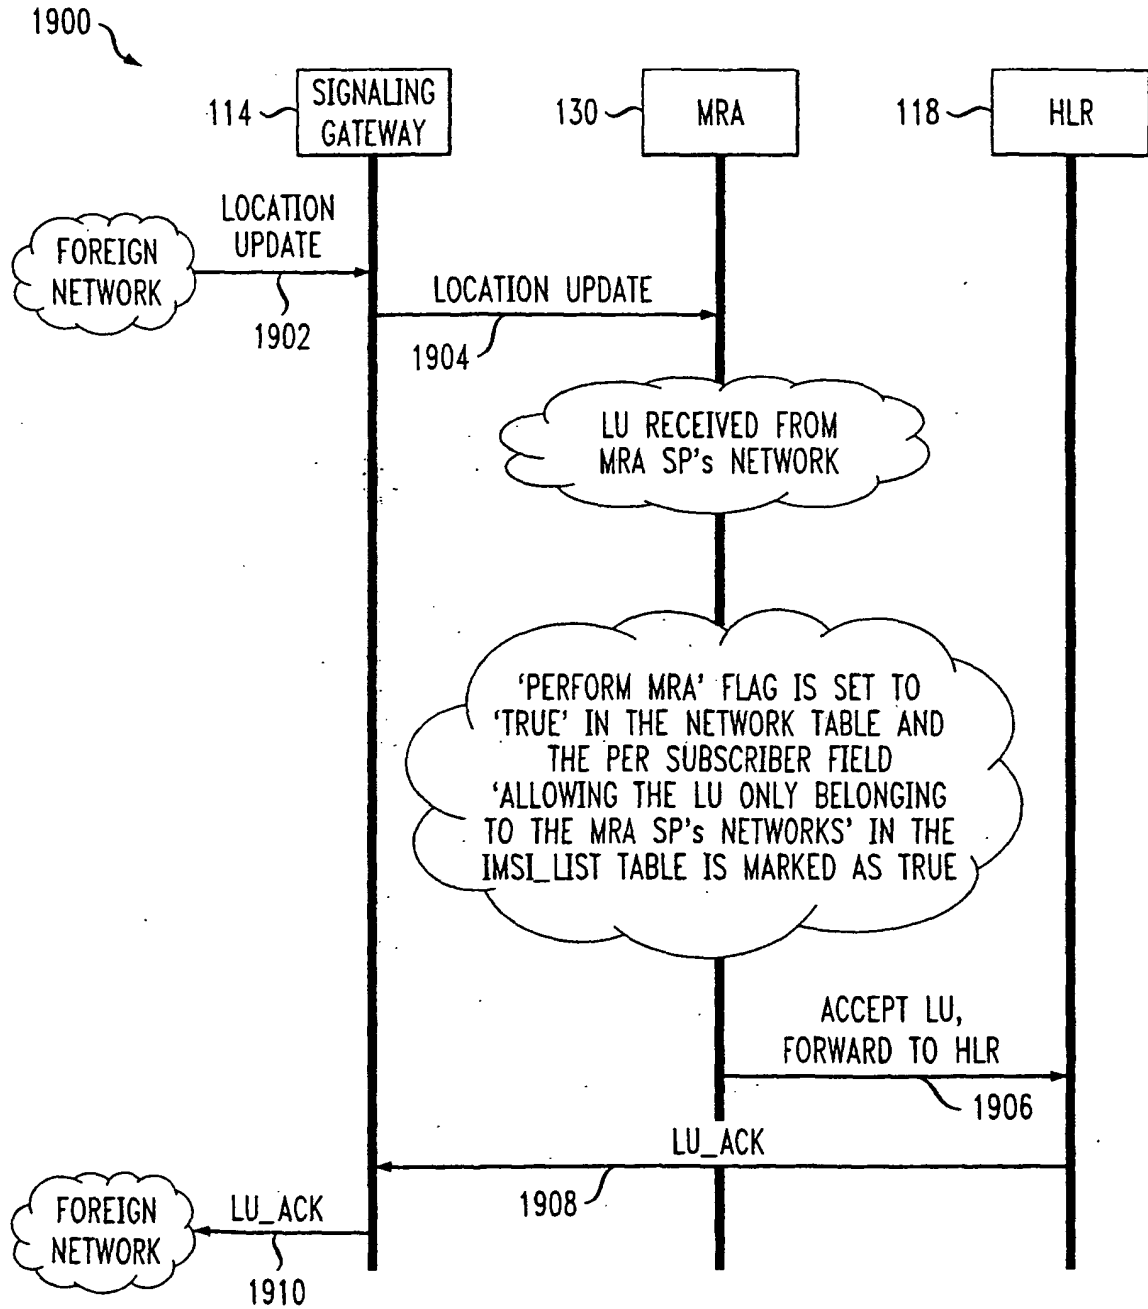 1900
114
SIGNALING
GATEWAY
130
MRA
118
HLR
FOREIGN
NETWORK
LOCATION
UPDATE
1902
LOCATION UPDATE
1904
LU RECEIVED FROM
MRA SP's NETWORK
'PERFORM MRA' FLAG IS SET TO
'TRUE' IN THE NETWORK TABLE AND
THE PER SUBSCRIBER FIELD
'ALLOWING THE LU ONLY BELONGING
TO THE MRA SP's NETWORKS' IN THE
IMSI_LIST TABLE IS MARKED AS TRUE
ACCEPT LU,
FORWARD TO HLR
1906
LU_ACK
1908
FOREIGN
NETWORK
LU_ACK
1910